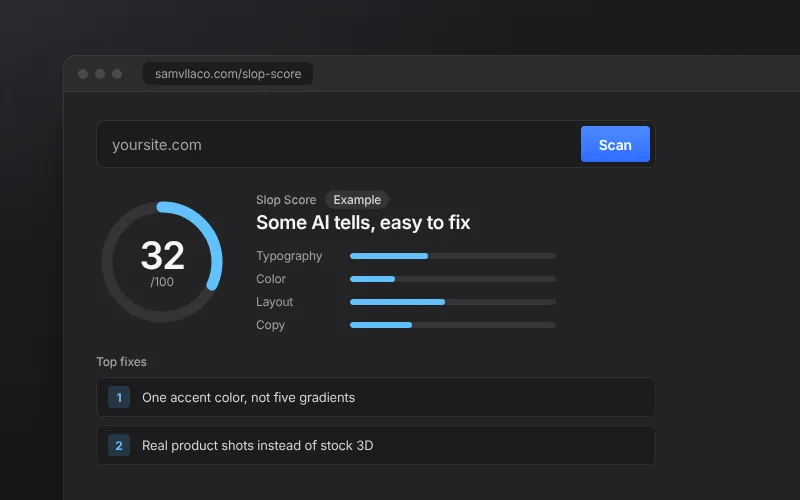 samvllaco.com/slop-score
yoursite.com
Scan
Slop Score Example
Some AI tells, easy to fix
32
/100
Typography
Color
Layout
Copy
Top fixes
1 One accent color, not five gradients
2 Real product shots instead of stock 3D